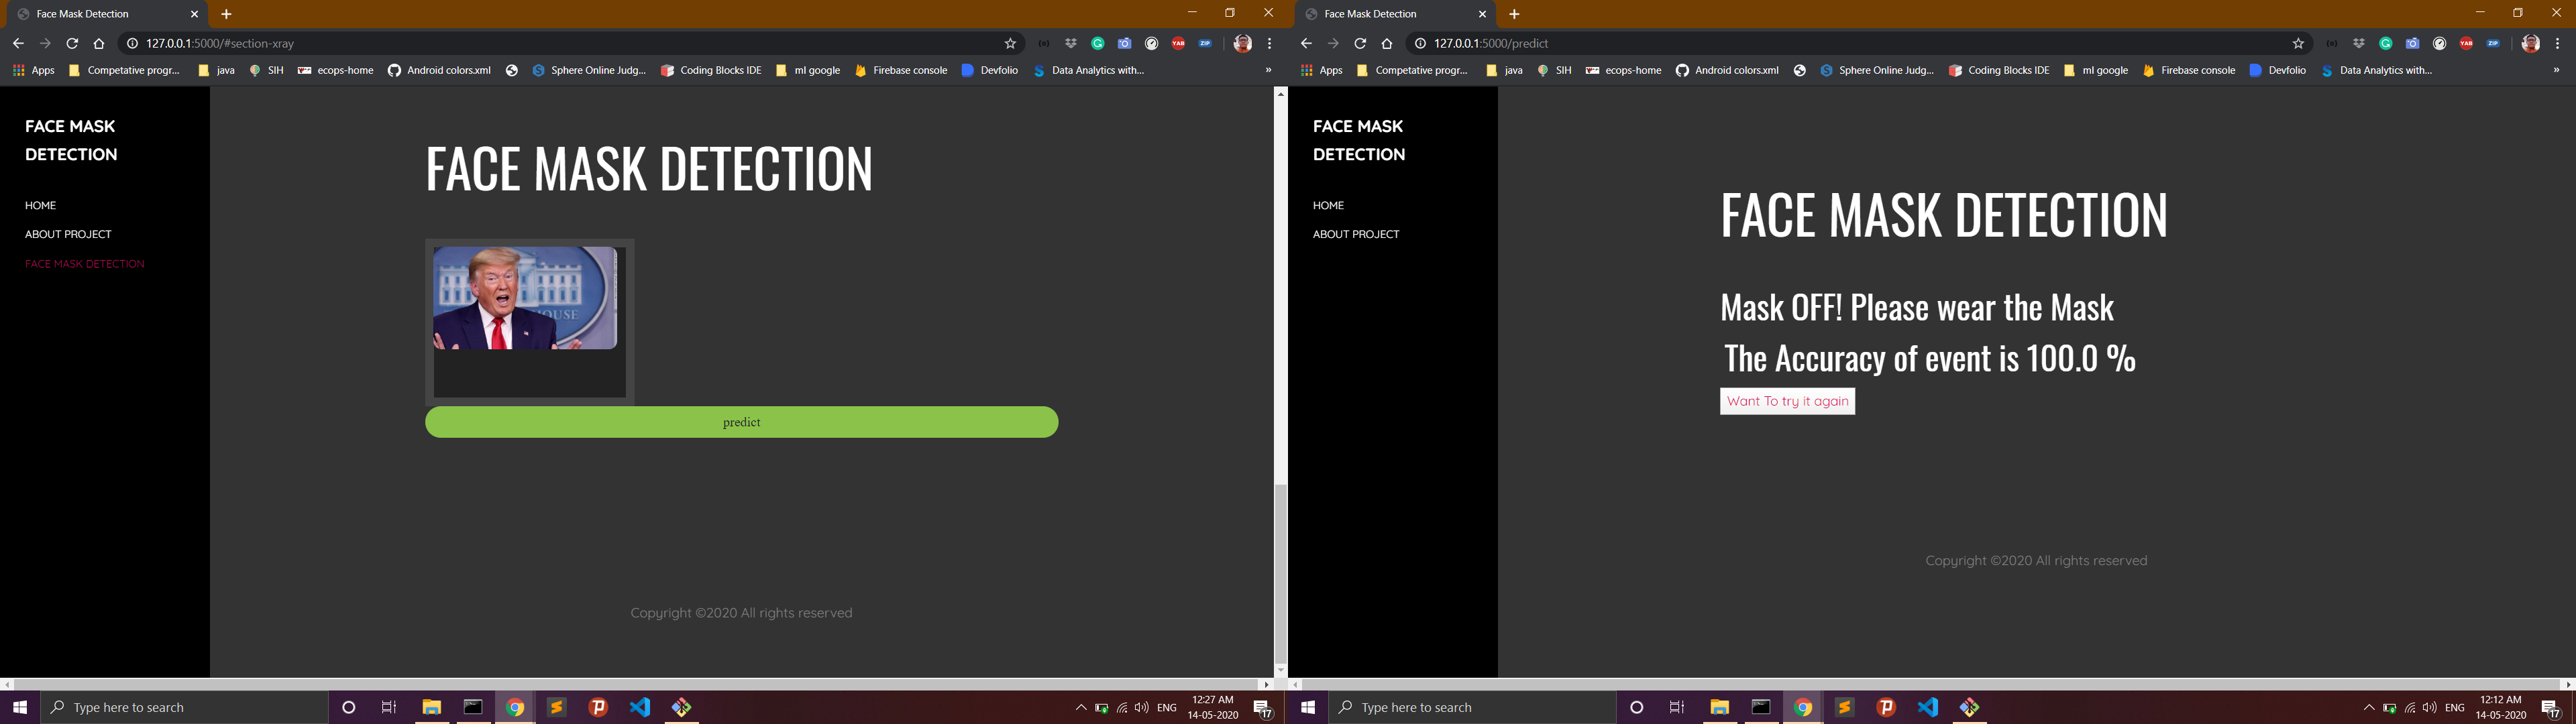 Face Mask Detection
127.0.0.1:5000/#section-xray
Apps Competative progr... java SIH ecops-home Android colors.xml Sphere Online Judg... Coding Blocks IDE ml google Firebase console Devfolio Data Analytics with... »
FACE MASK
DETECTION
HOME
ABOUT PROJECT
FACE MASK DETECTION
FACE MASK DETECTION
HOUSE
predict
Copyright ©2020 All rights reserved
Type here to search
ENG
12:27 AM
14-05-2020
17
Face Mask Detection
127.0.0.1:5000/predict
YAB ZIP
Apps Competative progr... java SIH ecops-home Android colors.xml Sphere Online Judg... Coding Blocks IDE ml google Firebase console Devfolio Data Analytics with... »
FACE MASK
DETECTION
HOME
ABOUT PROJECT
FACE MASK DETECTION
Mask OFF! Please wear the Mask
The Accuracy of event is 100.0 %
Want To try it again
Copyright ©2020 All rights reserved
Type here to search
ENG
12:12 AM
14-05-2020
17